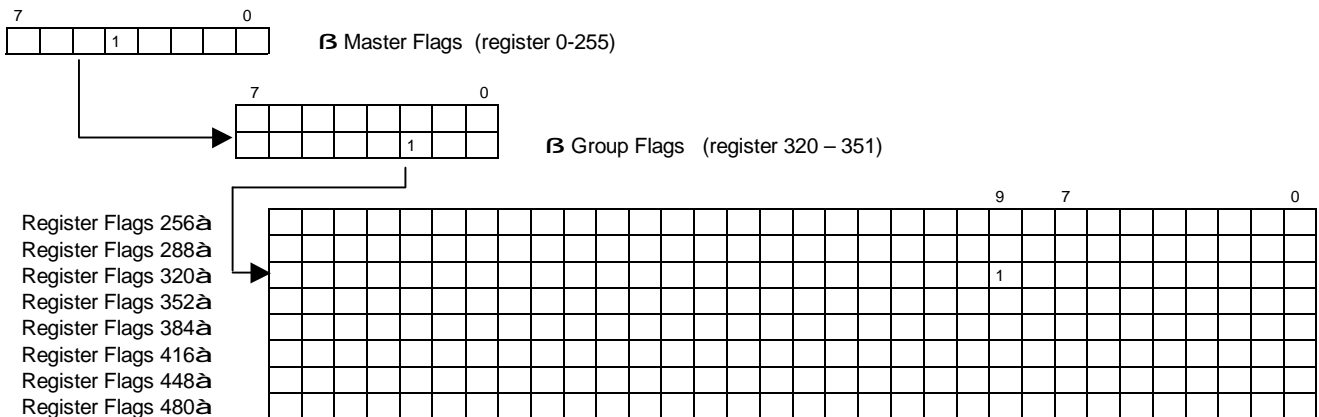 7 0
1
ß Master Flags (register 0-255)
7 0
1
ß Group Flags (register 320 – 351)
9 7 0
Register Flags 256à
Register Flags 288à
Register Flags 320à 1
Register Flags 352à
Register Flags 384à
Register Flags 416à
Register Flags 448à
Register Flags 480à